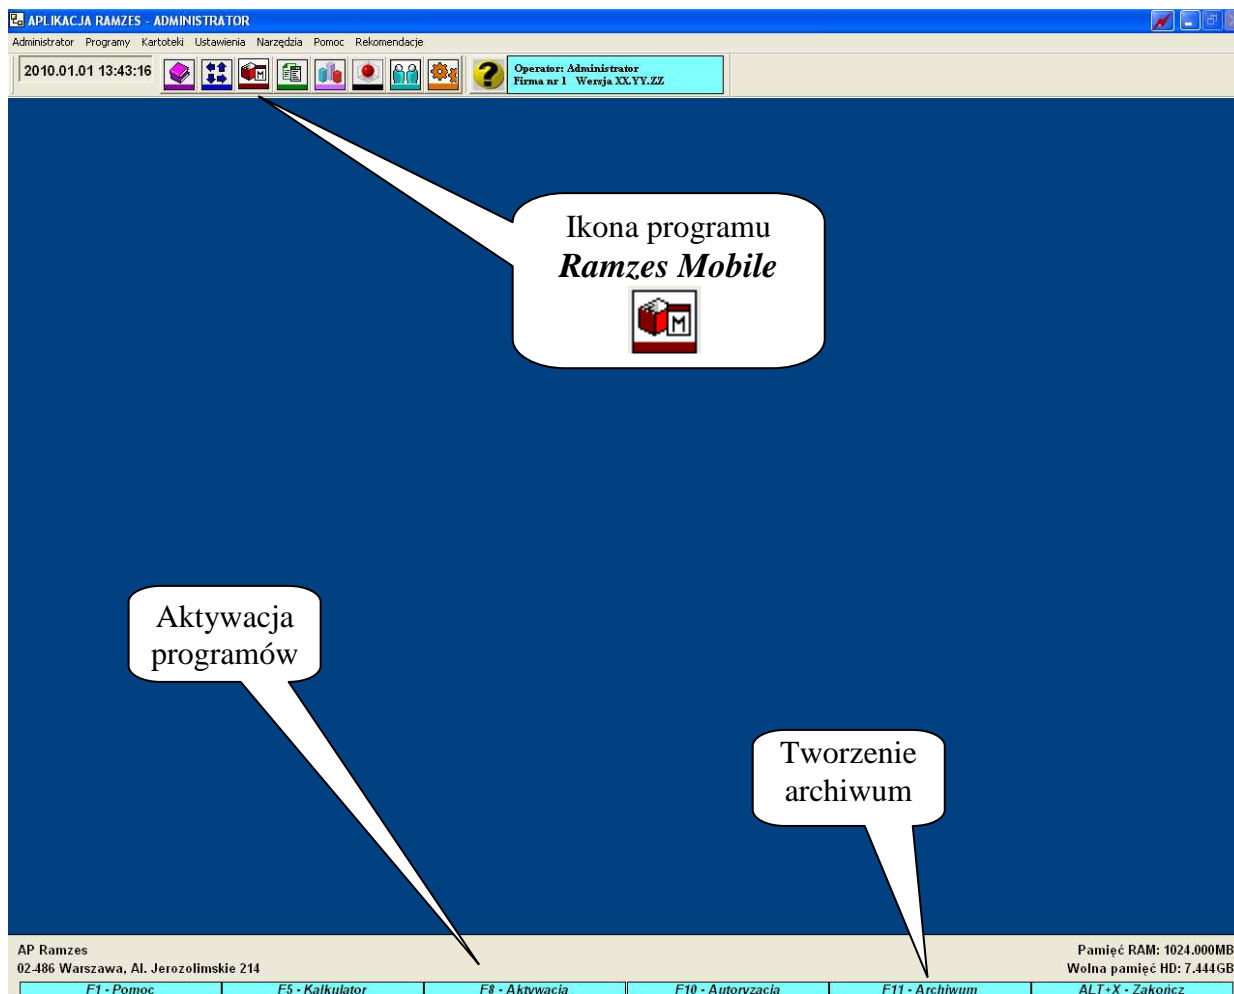 APLIKACJA RAMZES - ADMINISTRATOR
Administrator Programy Kartoteki Ustawienia Narzędzia Pomoc Rekomendacje
2010.01.01 13:43:16
M
?
Operator: Administrator
Firma nr 1 Wersja XX.YY.ZZ
Ikona programu
Ramzes Mobile
M
Aktywacja
programów
Tworzenie
archiwum
AP Ramzes
02-486 Warszawa, Al. Jerozolimskie 214
Pamięć RAM: 1024.000MB
Wolna pamięć HD: 7.444GB
F1 - Pomoc F5 - Kalkulator F8 - Aktywacja F10 - Autoryzacja F11 - Archiwum ALT+X - Zakończ